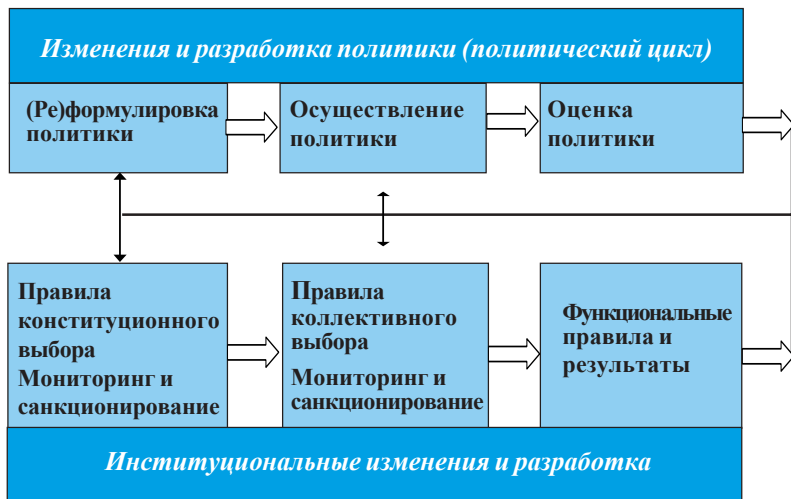 Изменения и разработка политики (политический цикл)
(Ре)формулировка
политики
Осуществление
политики
Оценка
политики
Правила
конституционного
выбора
Мониторинг и
санкционирование
Правила
коллективного
выбора
Мониторинг и
санкционирование
Функциональные
правила и
результаты
Институциональные изменения и разработка